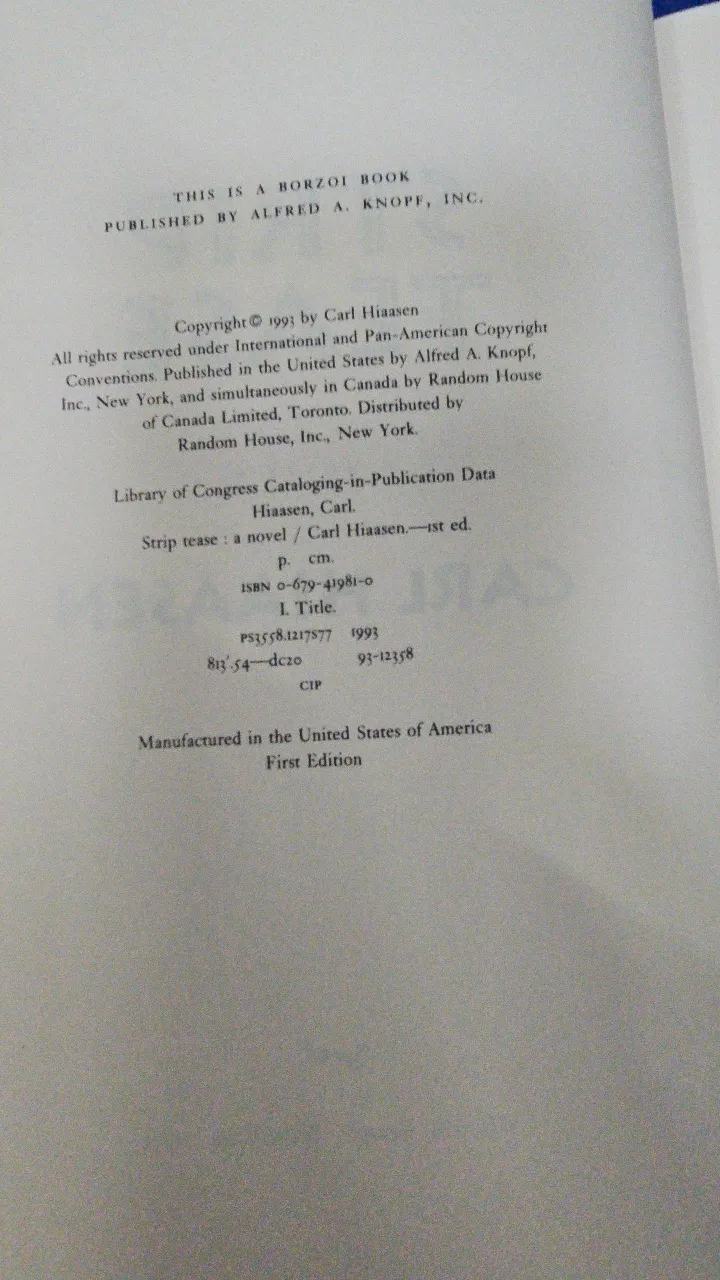 THIS IS A BORZOI BOOK
PUBLISHED BY ALFRED A. KNOPF, INC.
Copyright © 1993 by Carl Hiaasen
All rights reserved under International and Pan-American Copyright
Conventions. Published in the United States by Alfred A. Knopf,
Inc., New York, and simultaneously in Canada by Random House
of Canada Limited, Toronto. Distributed by
Random House, Inc., New York.
Library of Congress Cataloging-in-Publication Data
Hiaasen, Carl.
Strip tease : a novel / Carl Hiaasen.—1st ed.
p. cm.
ISBN 0-679-41981-0
I. Title.
PS3558.I217S77 1993
813'.54—dc20 93-12358
CIP
Manufactured in the United States of America
First Edition